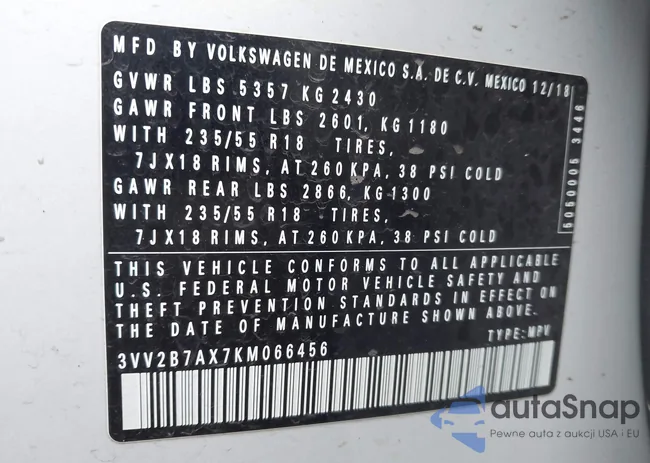 MFD BY VOLKSWAGEN DE MEXICO S.A. DE C.V. MEXICO 12/18
GVWR LBS 5357 KG 2430
GAWR FRONT LBS 2601, KG 1180
WITH 235/55 R18 TIRES,
7JX18 RIMS, AT 260 KPA, 38 PSI COLD
GAWR REAR LBS 2866, KG 1300
WITH 235/55 R18 TIRES,
7JX18 RIMS, AT 260 KPA, 38 PSI COLD
5050005 3446
THIS VEHICLE CONFORMS TO ALL APPLICABLE
U.S. FEDERAL MOTOR VEHICLE SAFETY AND
THEFT PREVENTION STANDARDS IN EFFECT ON
THE DATE OF MANUFACTURE SHOWN ABOVE.
TYPE: MPV
3VV2B7AX7KM066456
autaSnap
Pewne auta z aukcji USA · EU